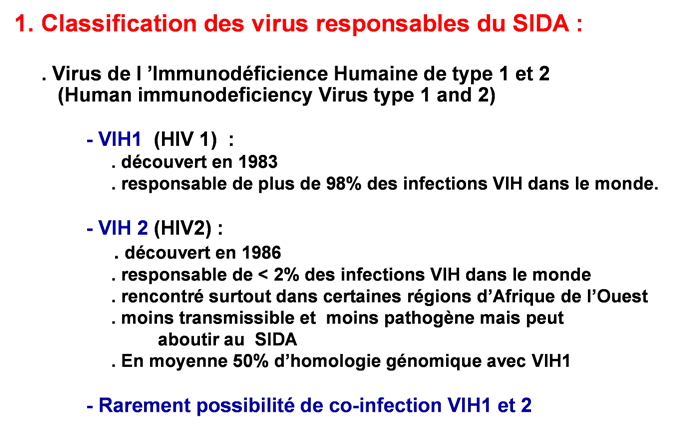 1. Classification des virus responsables du SIDA :
. Virus de l ’Immunodéficience Humaine de type 1 et 2
(Human immunodeficiency Virus type 1 and 2)
- VIH1 (HIV 1) :
. découvert en 1983
. responsable de plus de 98% des infections VIH dans le monde.
- VIH 2 (HIV2) :
. découvert en 1986
. responsable de < 2% des infections VIH dans le monde
. rencontré surtout dans certaines régions d’Afrique de l’Ouest
. moins transmissible et moins pathogène mais peut
aboutir au SIDA
. En moyenne 50% d’homologie génomique avec VIH1
- Rarement possibilité de co-infection VIH1 et 2